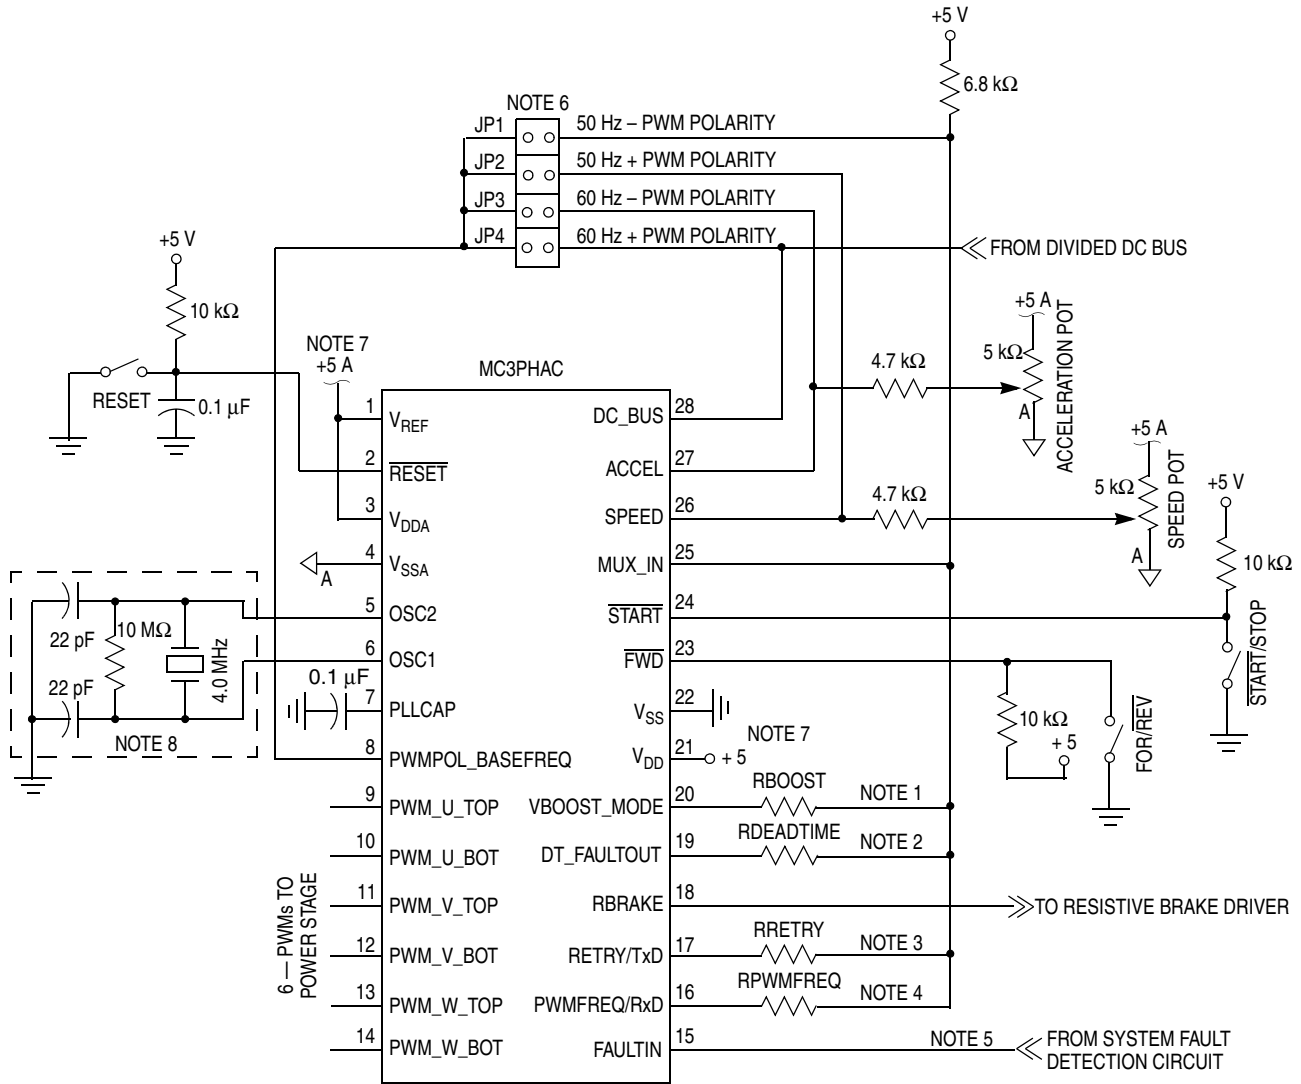 +5 V
6.8 kΩ
NOTE 6
JP1
50 Hz – PWM POLARITY
JP2
50 Hz + PWM POLARITY
JP3
60 Hz – PWM POLARITY
JP4
60 Hz + PWM POLARITY
FROM DIVIDED DC BUS
+5 V
10 kΩ
RESET
0.1 μF
NOTE 7
+5 A
MC3PHAC
4.7 kΩ
+5 A
5 kΩ
A
ACCELERATION POT
4.7 kΩ
+5 A
5 kΩ
A
SPEED POT
+5 V
10 kΩ
START/STOP
1
VREF
2
RESET
3
VDDA
4
VSSA
A
5
OSC2
6
OSC1
7
PLLCAP
0.1 μF
8
PWMPOL_BASEFREQ
9
PWM_U_TOP
10
PWM_U_BOT
11
PWM_V_TOP
12
PWM_V_BOT
13
PWM_W_TOP
14
PWM_W_BOT
22 pF
10 MΩ
4.0 MHz
22 pF
NOTE 8
6 — PWMs TO
POWER STAGE
DC_BUS
28
ACCEL
27
SPEED
26
MUX_IN
25
START
24
FWD
23
VSS
22
VDD
21
+ 5
NOTE 7
10 kΩ
+ 5
FOR/REV
VBOOST_MODE
20
RBOOST
NOTE 1
DT_FAULTOUT
19
RDEADTIME
NOTE 2
RBRAKE
18
TO RESISTIVE BRAKE DRIVER
RETRY/TxD
17
RRETRY
NOTE 3
PWMFREQ/RxD
16
RPWMFREQ
NOTE 4
FAULTIN
15
NOTE 5
FROM SYSTEM FAULT
DETECTION CIRCUIT